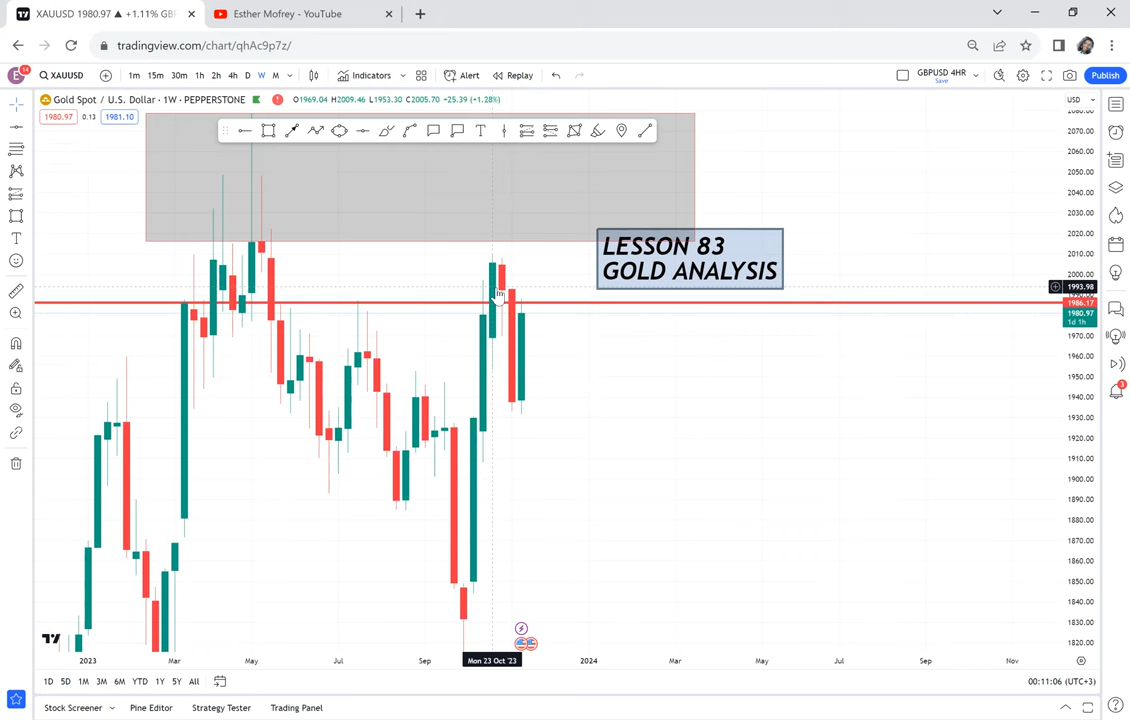 XAUUSD 1980.97 ▲ +1.11% GBP
Esther Mofrey - YouTube
tradingview.com/chart/qhAc9p7z/
E
14
XAUUSD
1m 15m 30m 1h 2h 4h D W M
Indicators
Alert
Replay
GBPUSD 4HR
Save
Publish
Gold Spot / U.S. Dollar · 1W · PEPPERSTONE
O1969.04 H2009.46 L1953.30 C2005.70 +25.39 (+1.28%)
USD
1980.97 0.13 1981.10
2080.00
2070.00
2060.00
2050.00
2040.00
2030.00
2020.00
2010.00
2000.00
1993.98
1990.00
1986.17
1980.97
1d 1h
1970.00
1960.00
1950.00
1940.00
1930.00
1920.00
1910.00
1900.00
1890.00
1880.00
1870.00
1860.00
1850.00
1840.00
1830.00
1820.00
LESSON 83
GOLD ANALYSIS
3
2023 Mar May Jul Sep Mon 23 Oct '23 2024 Mar May Jul Sep Nov
1D 5D 1M 3M 6M YTD 1Y 5Y All
00:11:06 (UTC+3)
Stock Screener Pine Editor Strategy Tester Trading Panel